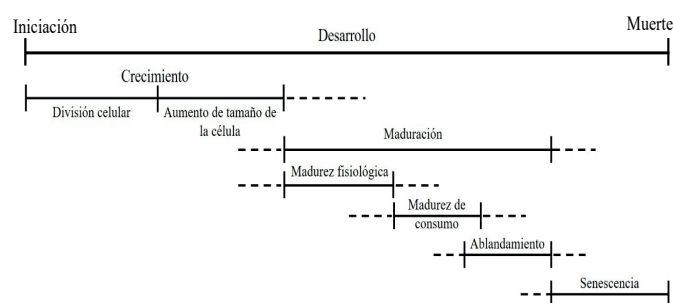 Iniciación
Muerte
Desarrollo
Crecimiento
División celular
Aumento de tamaño de
la célula
Maduración
Madurez fisiológica
Madurez de
consumo
Ablandamiento
Senescencia